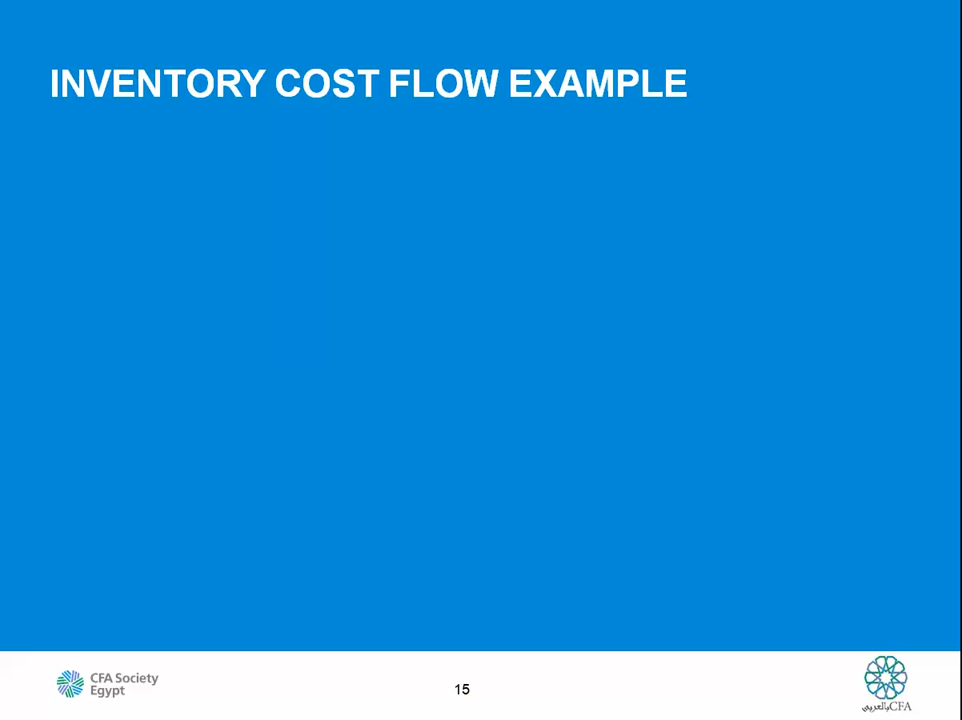 INVENTORY COST FLOW EXAMPLE
CFA Society
Egypt
15
CFAبالعربي